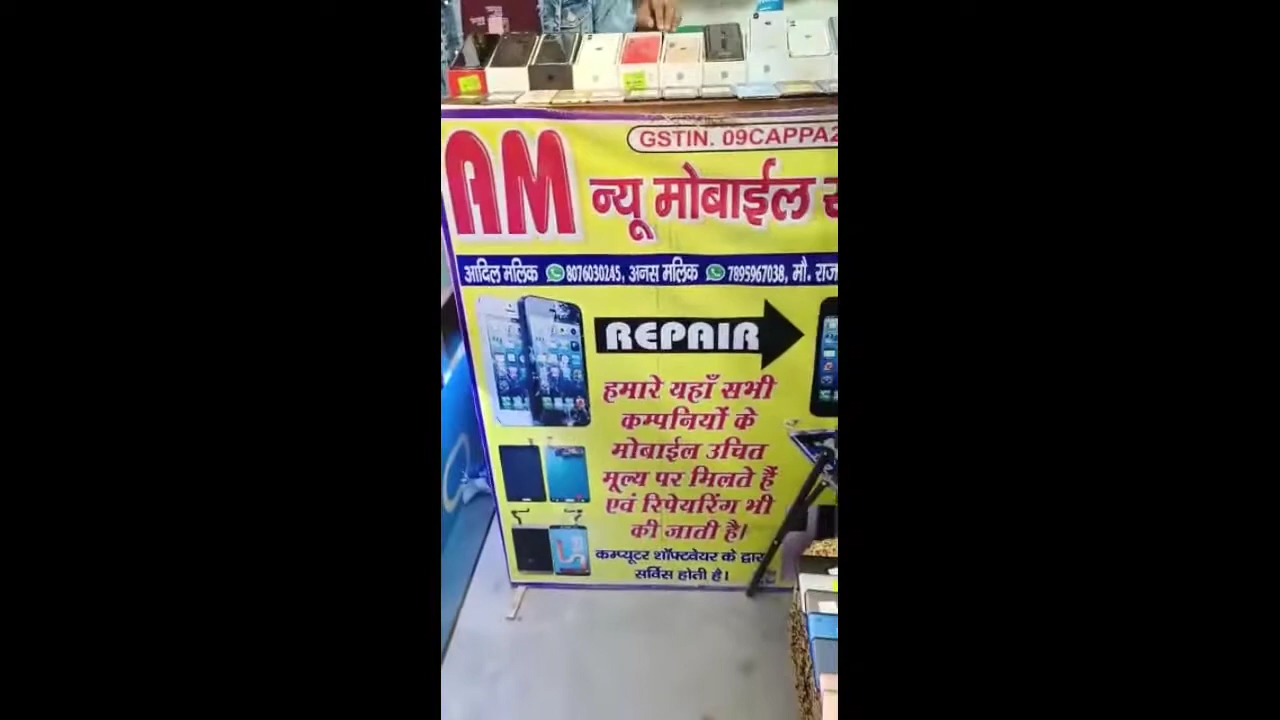 GSTIN. 09CAPPA2
AM न्यू मोबाईल
आदिल मलिक 8076030245, अनस मलिक 7895967038, मौ. राज
REPAIR
हमारे यहाँ सभी
कम्पनियों के
मोबाईल उचित
मूल्य पर मिलते हैं
एवं रिपेयरिंग भी
की जाती है।
कम्प्यूटर शॉफ्टवेयर के द्वारा
सर्विस होती है।